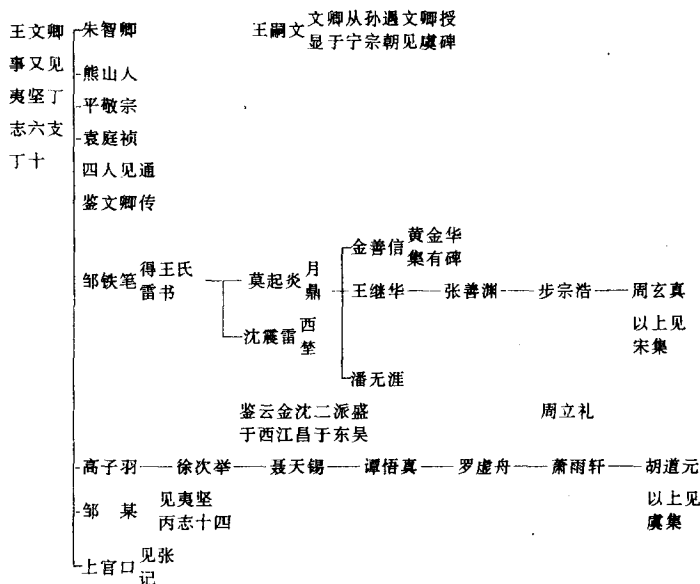 王文卿
事又见
夷坚丁
志六支
丁十
朱智卿
王嗣文
文卿从孙遇文卿授
显于宁宗朝见虞碑
熊山人
平敬宗
袁庭祯
四人见通
鉴文卿传
邹铁笔
得王氏
雷书
莫起炎
月
鼎
沈震雷
西
埜
金善信
黄金华
集有碑
王继华
张善渊
步宗浩
周玄真
以上见
宋集
潘无涯
鉴云金沈二派盛
于西江昌于东吴
周立礼
高子羽
徐次举
聂天锡
谭悟真
罗虚舟
萧雨轩
胡道元
以上见
虞集
邹 某
见夷坚
丙志十四
上官口
见张
记